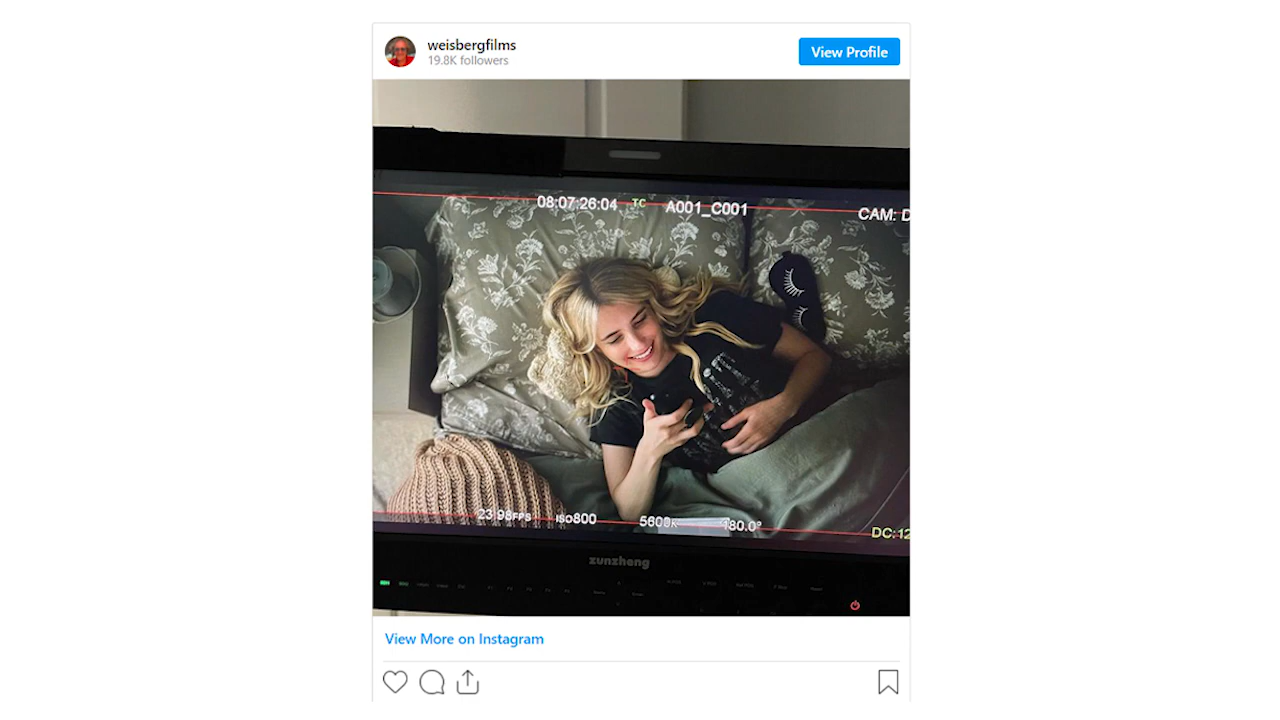 weisbergfilms
19.8K followers
View Profile
08:07:26:04 TC A001_C001 CAM: D
23.98FPS ISO800 5600K 180.0°
DC:12
zunzheng
View More on Instagram